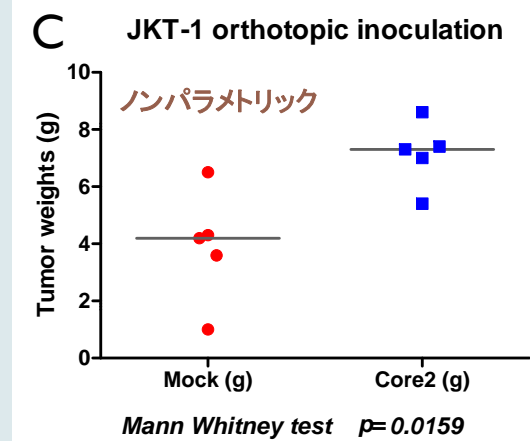 C
JKT-1 orthotopic inoculation
ノンパラメトリック
Tumor weights (g)
10
8
6
4
2
0
Mock (g)
Core2 (g)
Mann Whitney test p= 0.0159